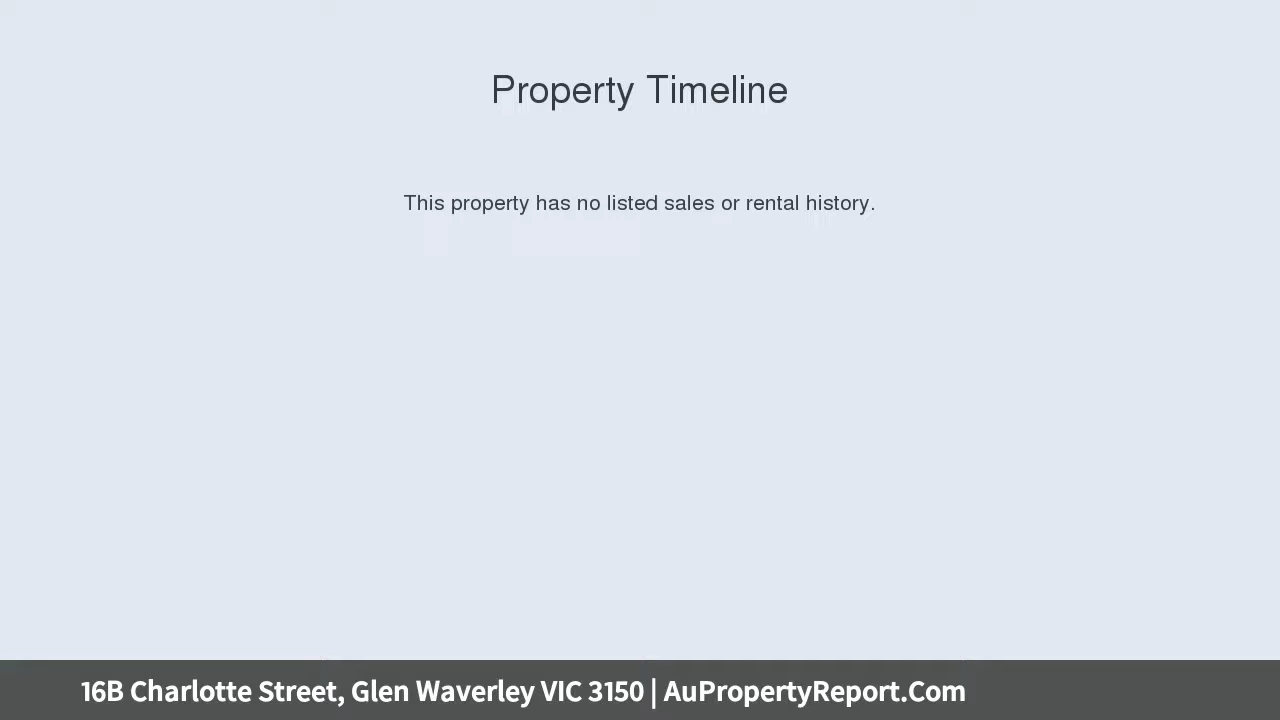 Property Timeline
This property has no listed sales or rental history.
16B Charlotte Street, Glen Waverley VIC 3150 | AuPropertyReport.Com